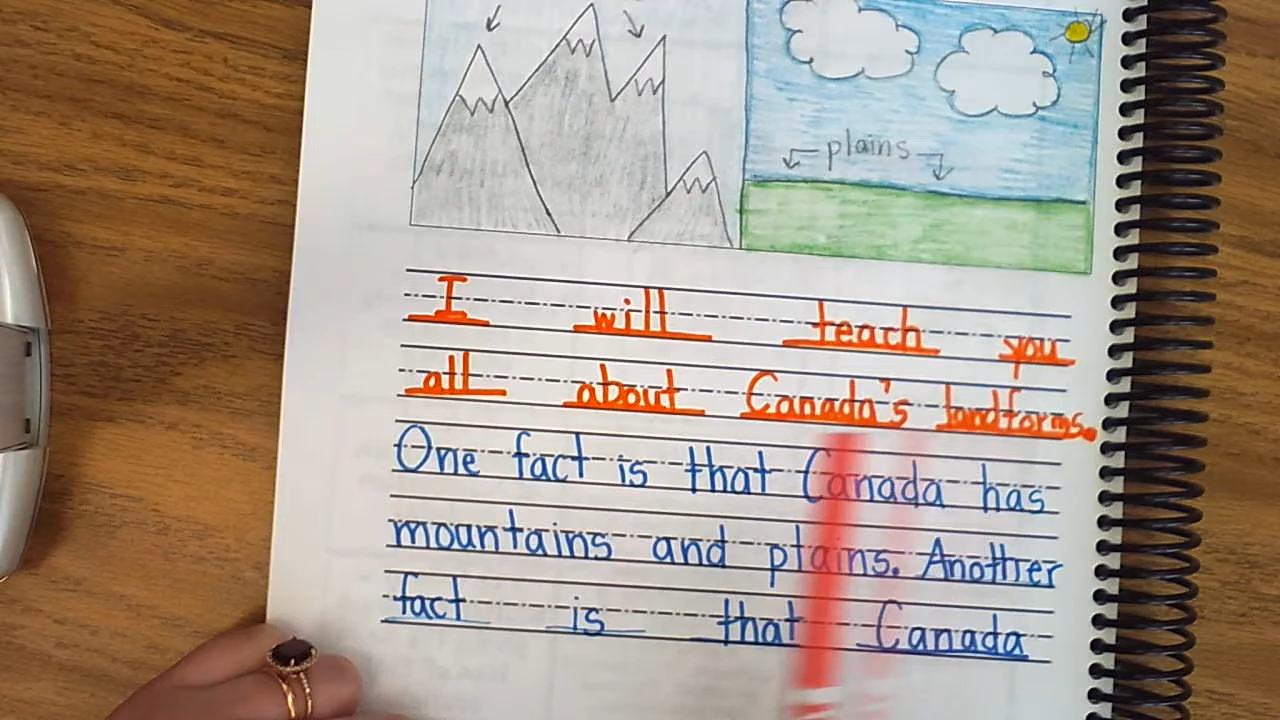 plains
I will teach you
all about Canada's landforms.
One fact is that Canada has
mountains and plains. Another
fact is that Canada